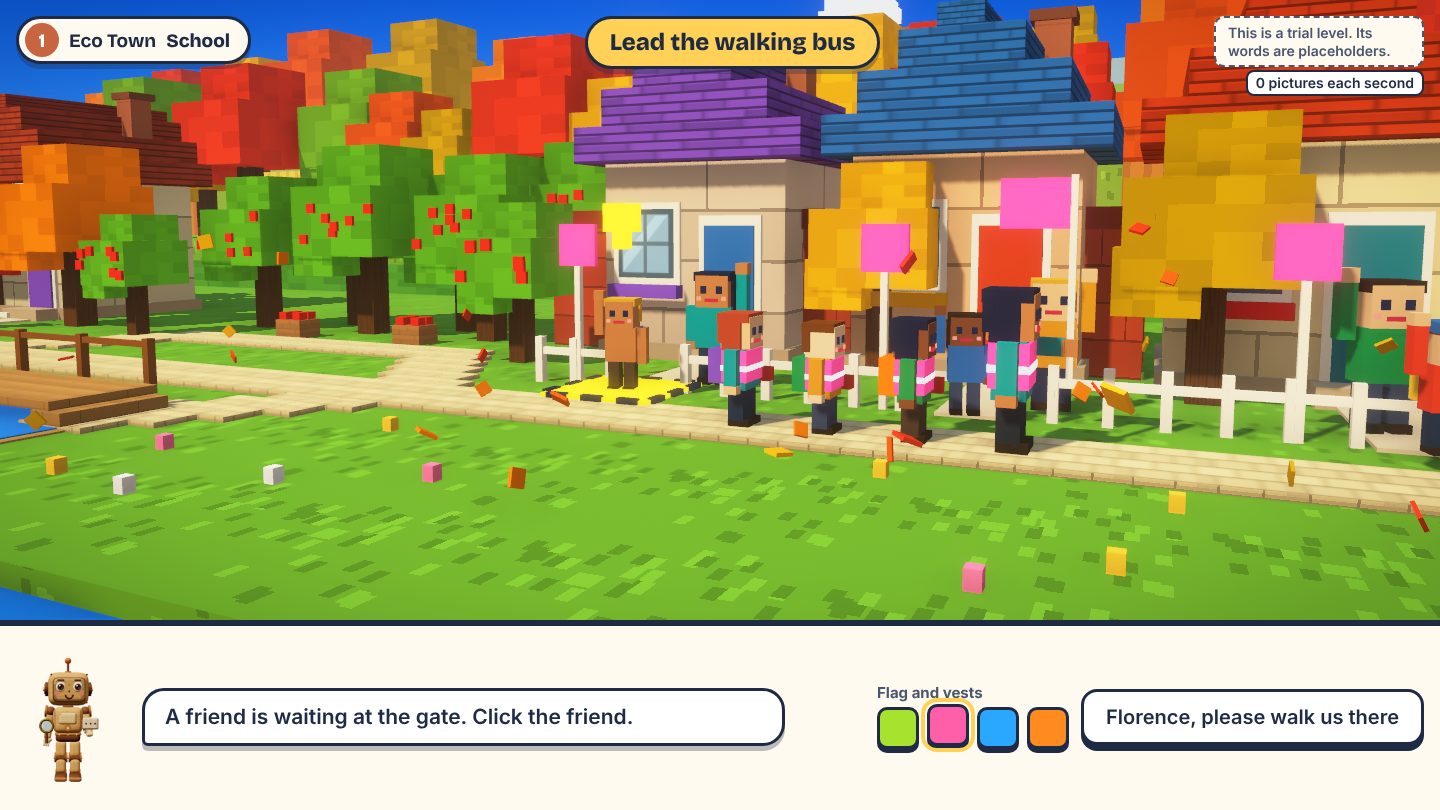 1 Eco Town School
Lead the walking bus
This is a trial level. Its
words are placeholders.
0 pictures each second
A friend is waiting at the gate. Click the friend.
Flag and vests
Florence, please walk us there